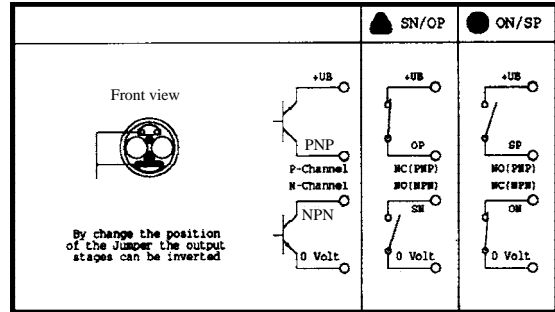 SN/OP
ON/SP
Front view
+UB
PNP
P-Channel
N-Channel
NPN
0 Volt
+UB
OP
NC(PNP)
NO(NPN)
SN
0 Volt
+UB
SP
NO(PNP)
NC(NPN)
ON
0 Volt
By change the position
of the Jumper the output
stages can be inverted